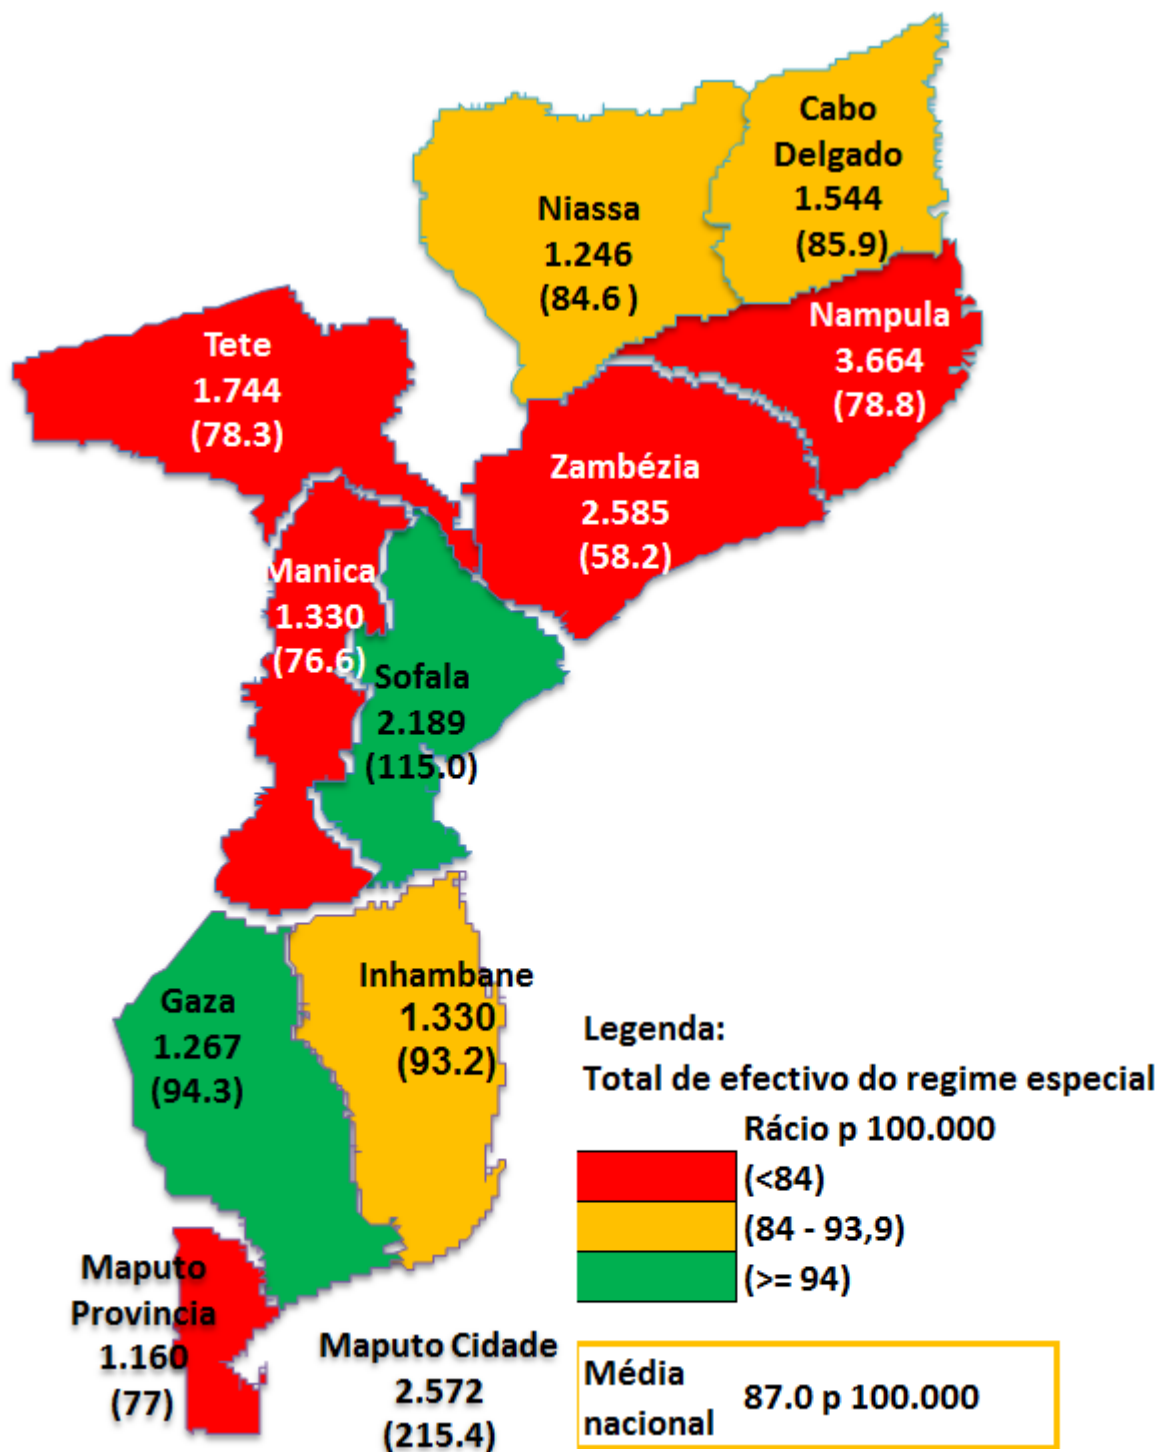 Cabo
Delgado
1.544
(85.9)
Niassa
1.246
(84.6 )
Nampula
3.664
(78.8)
Tete
1.744
(78.3)
Zambézia
2.585
(58.2)
Manica
1.330
(76.6)
Sofala
2.189
(115.0)
Inhambane
1.330
(93.2)
Gaza
1.267
(94.3)
Maputo
Provincia
1.160
(77)
Maputo Cidade
2.572
(215.4)
Legenda:
Total de efectivo do regime especial
Rácio p 100.000
(<84)
(84 - 93,9)
(>= 94)
Média
nacional
87.0 p 100.000